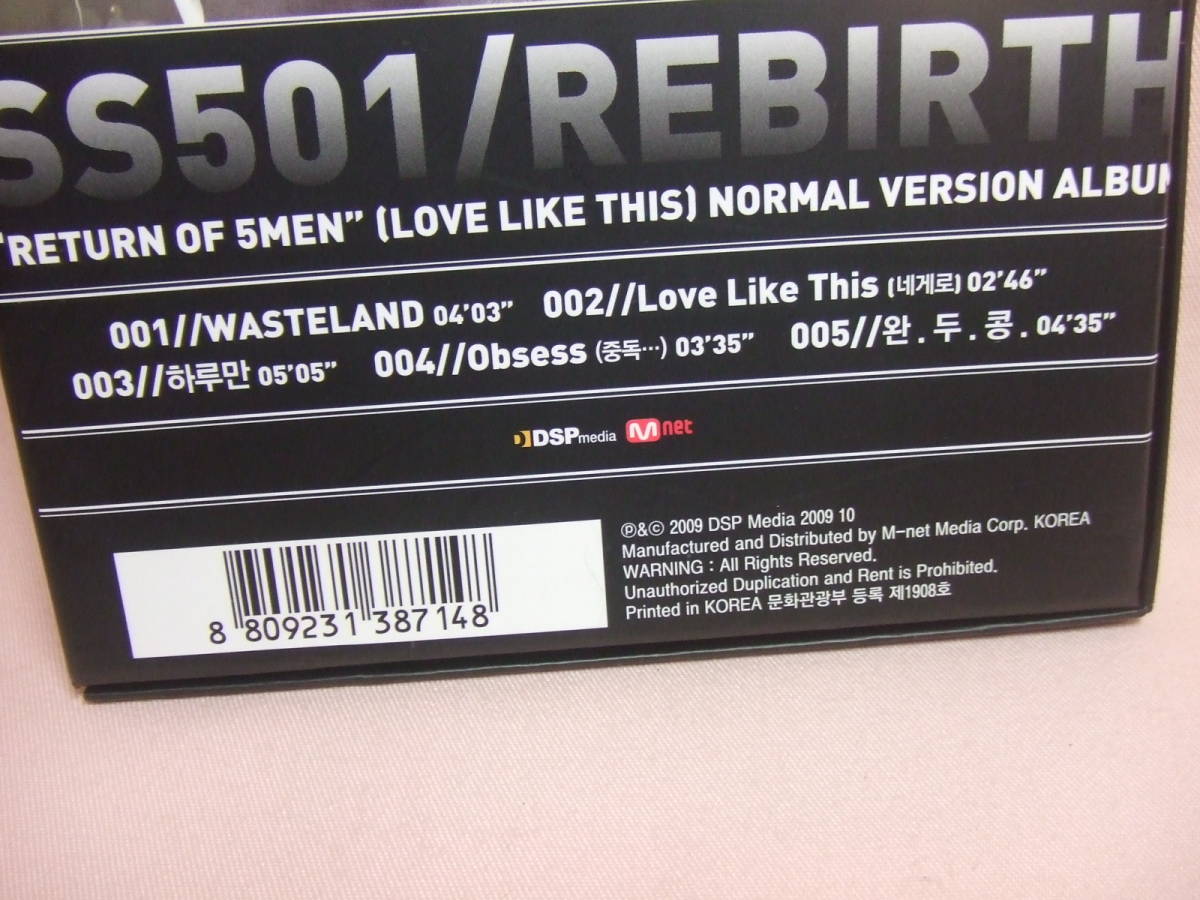 SS501/REBIRTH
"RETURN OF 5MEN" (LOVE LIKE THIS) NORMAL VERSION ALBUM
001//WASTELAND 04'03" 002//Love Like This (네게로) 02'46"
003//하루만 05'05" 004//Obsess (중독…) 03'35" 005//완.두.콩. 04'35"
DSPmedia Mnet
℗&© 2009 DSP Media 2009 10
Manufactured and Distributed by M-net Media Corp. KOREA
WARNING : All Rights Reserved.
Unauthorized Duplication and Rent is Prohibited.
Printed in KOREA 문화관광부 등록 제1908호
8 809231 387148